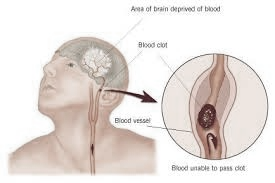 Area of brain deprived of blood
Blood clot
Blood vessel
Blood unable to pass clot